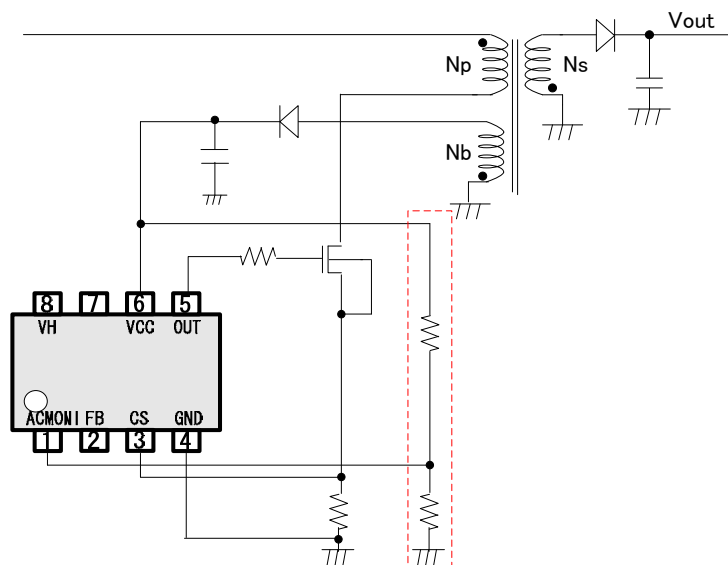 Vout
Np
Ns
Nb
8 7 6 5
VH VCC OUT
ACMONI FB CS GND
1 2 3 4